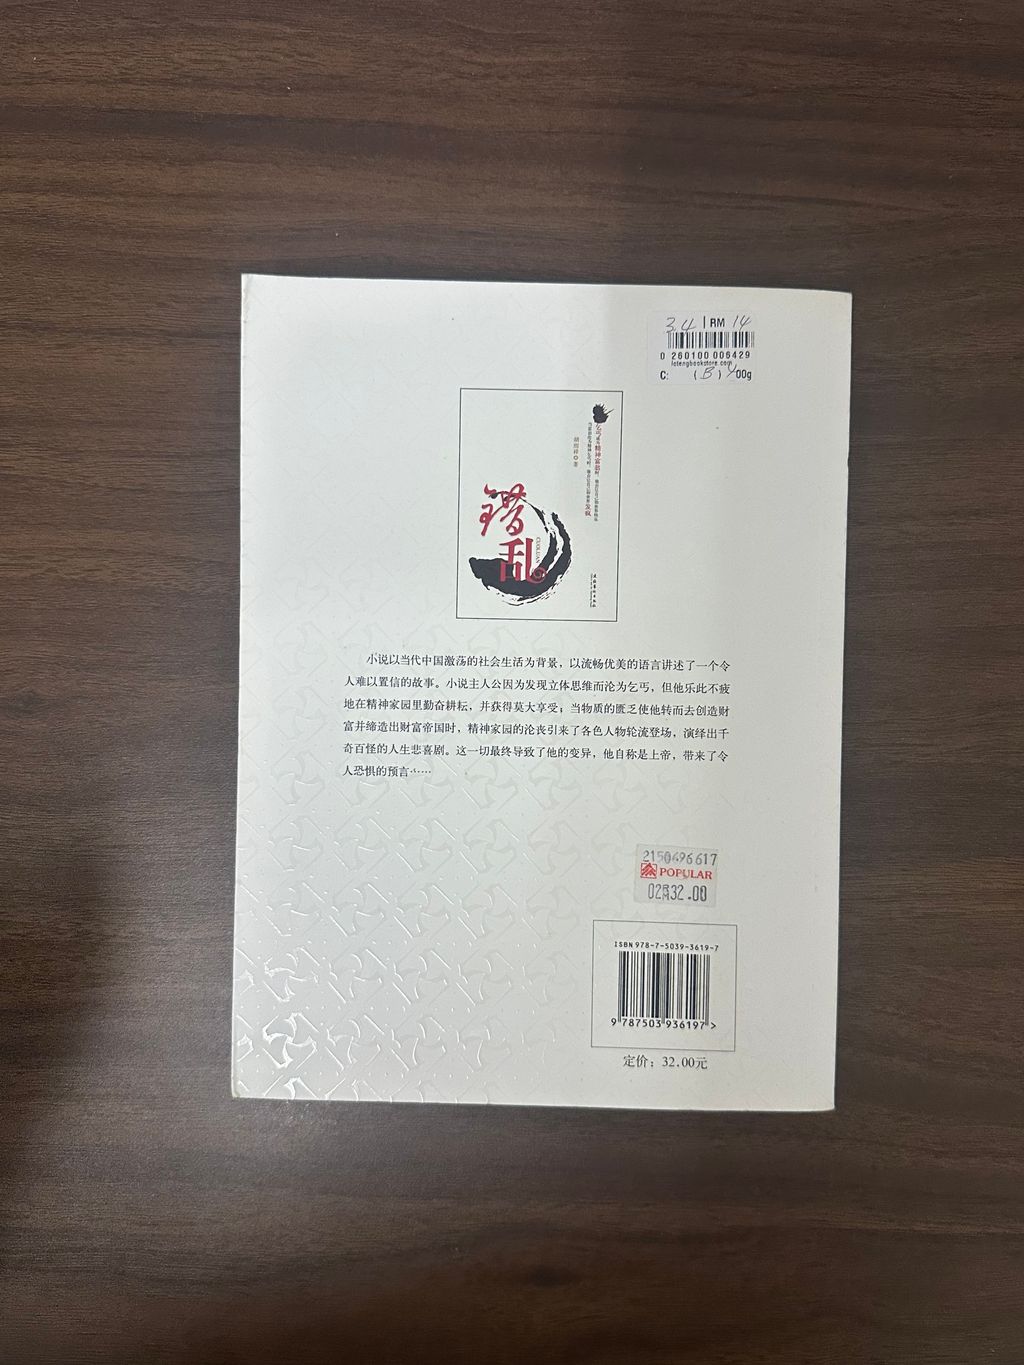 34 | RM 14
0 260100 006429
latengbookstore.com
C: (B) 400g
错
乱
CUOLUAN
小说以当代中国激荡的社会生活为背景，以流畅优美的语言讲述了一个令
人难以置信的故事。小说主人公因为发现立体思维而沦为乞丐，但他乐此不疲
地在精神家园里勤奋耕耘，并获得莫大享受；当物质的匮乏使他转而去创造财
富并缔造出财富帝国时，精神家园的沦丧引来了各色人物轮流登场，演绎出千
奇百怪的人生悲喜剧。这一切最终导致了他的变异，他自称是上帝，带来了令
人恐惧的预言……
2150696617
POPULAR
02R32.00
ISBN 978-7-5039-3619-7
9 787503 936197 >
定价：32.00元